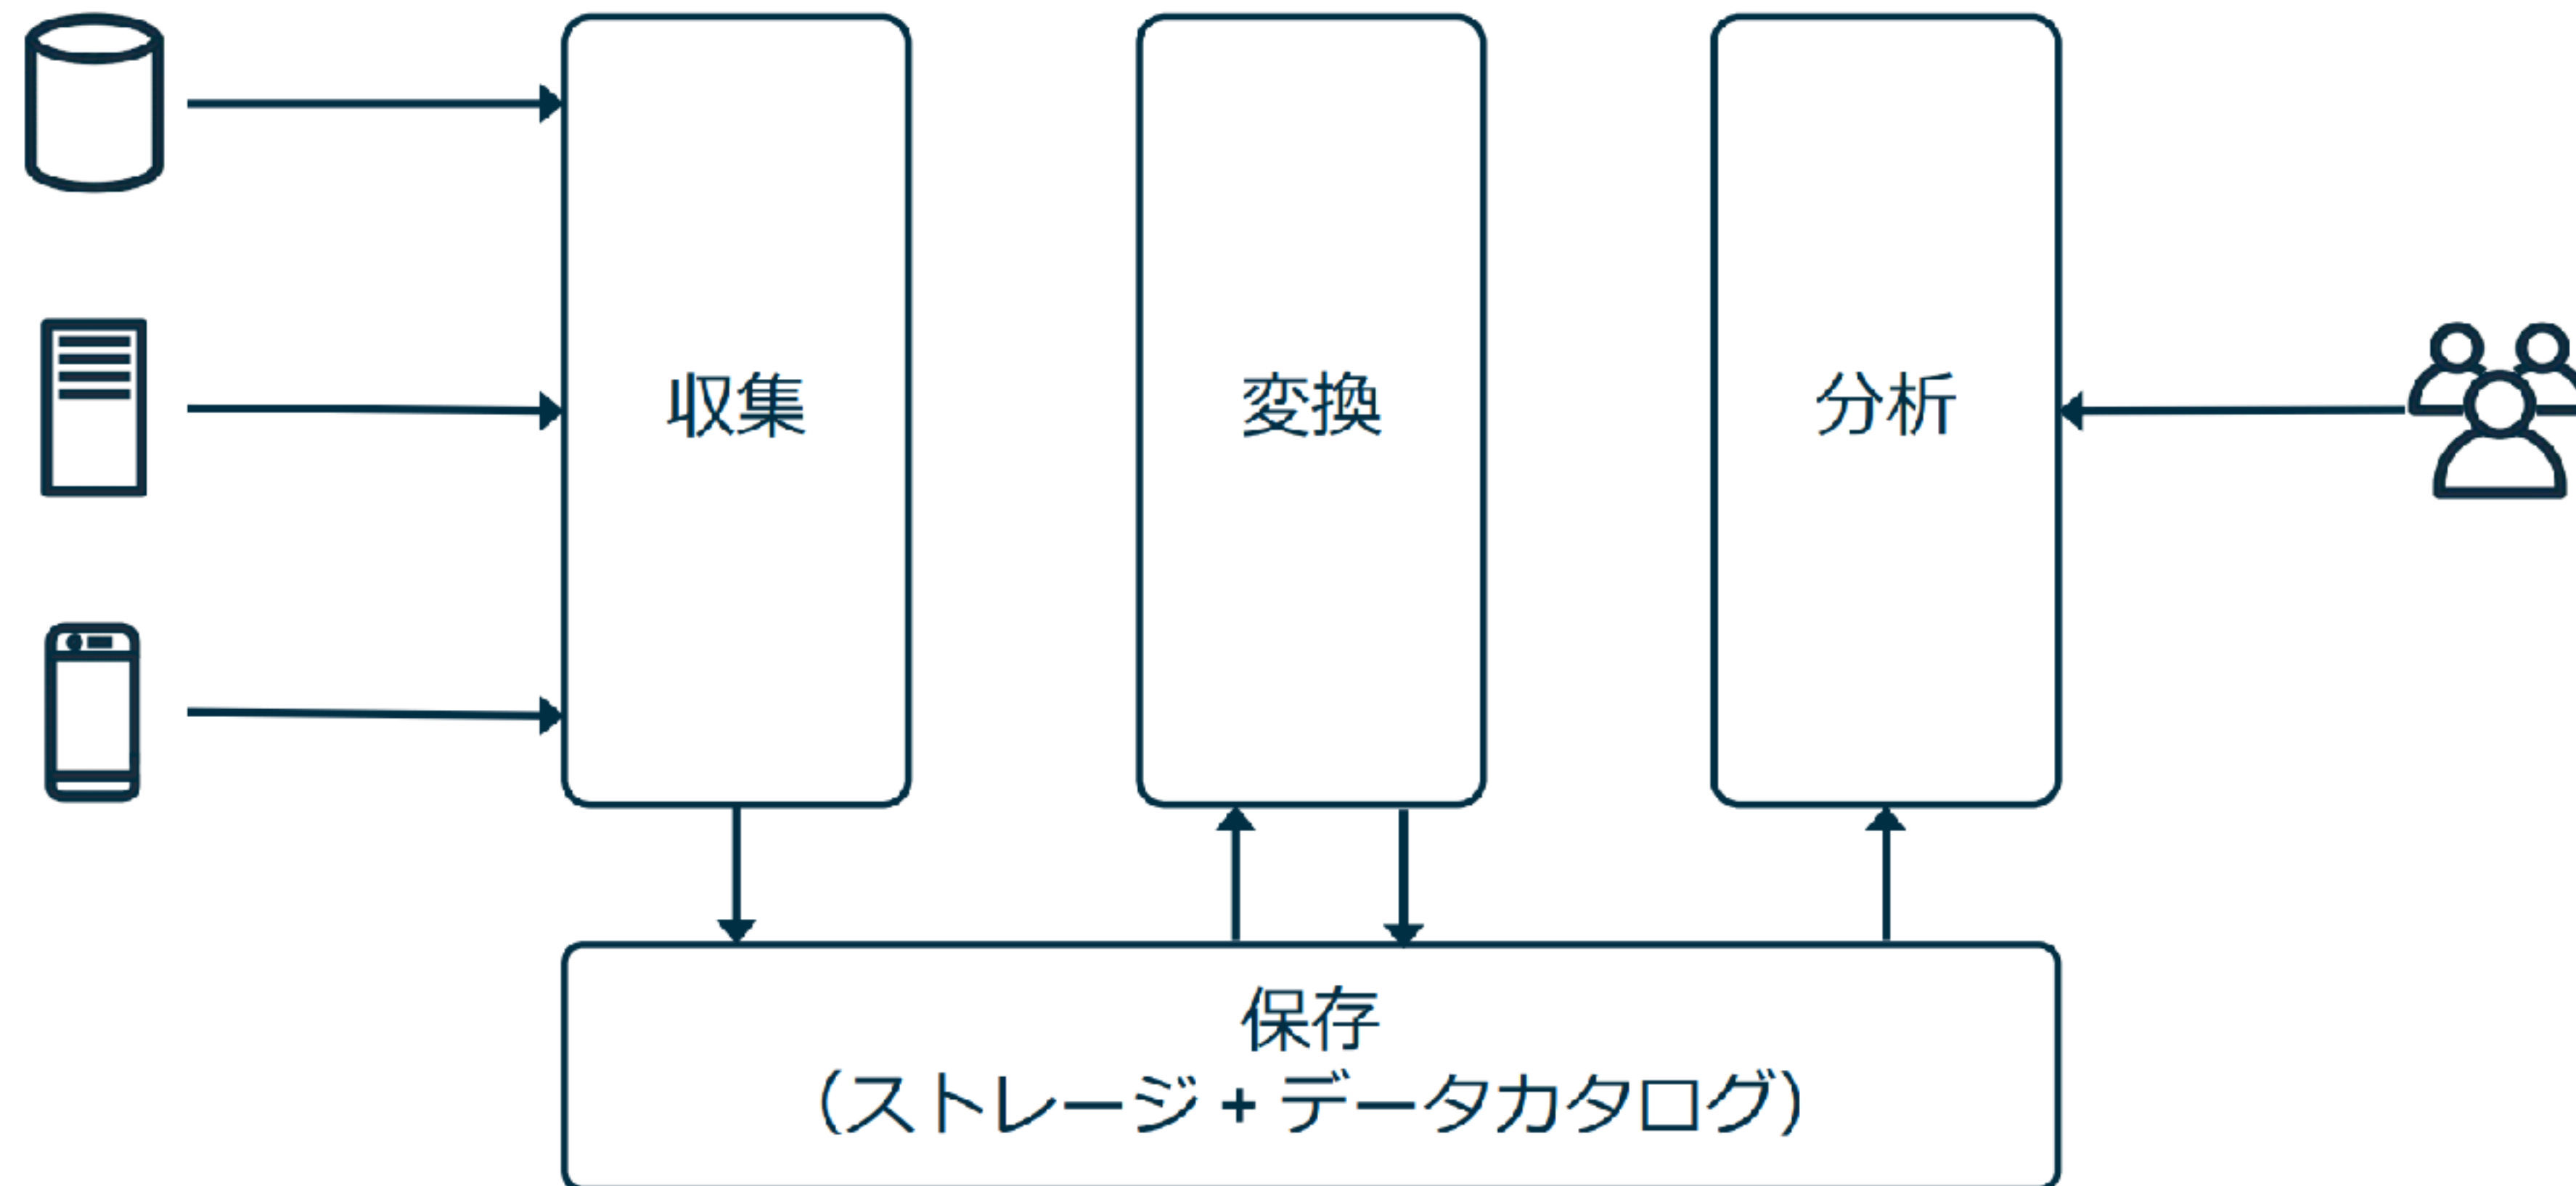 収集
変換
分析
保存
（ストレージ + データカタログ）